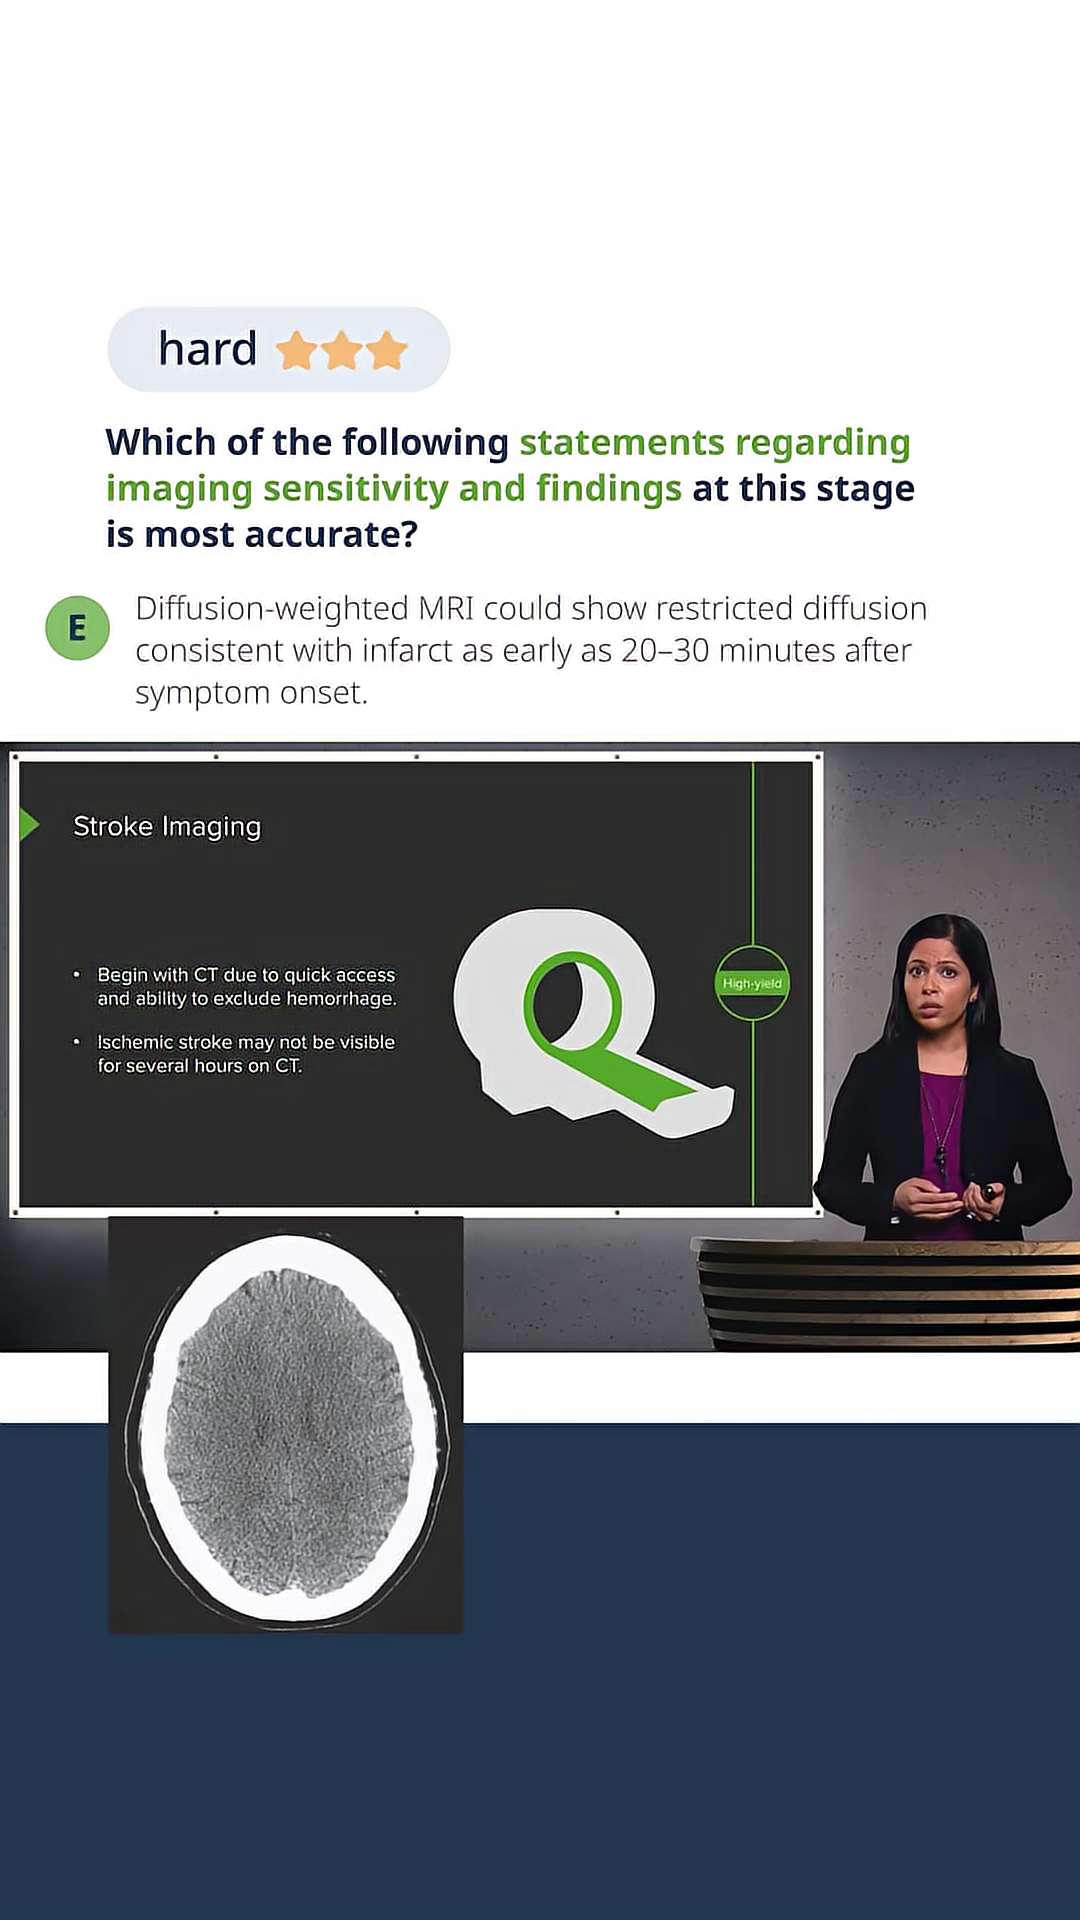 hard
Which of the following statements regarding
imaging sensitivity and findings at this stage
is most accurate?
E
Diffusion-weighted MRI could show restricted diffusion
consistent with infarct as early as 20–30 minutes after
symptom onset.
Stroke Imaging
• Begin with CT due to quick access
and ability to exclude hemorrhage.
• Ischemic stroke may not be visible
for several hours on CT.
High-yield